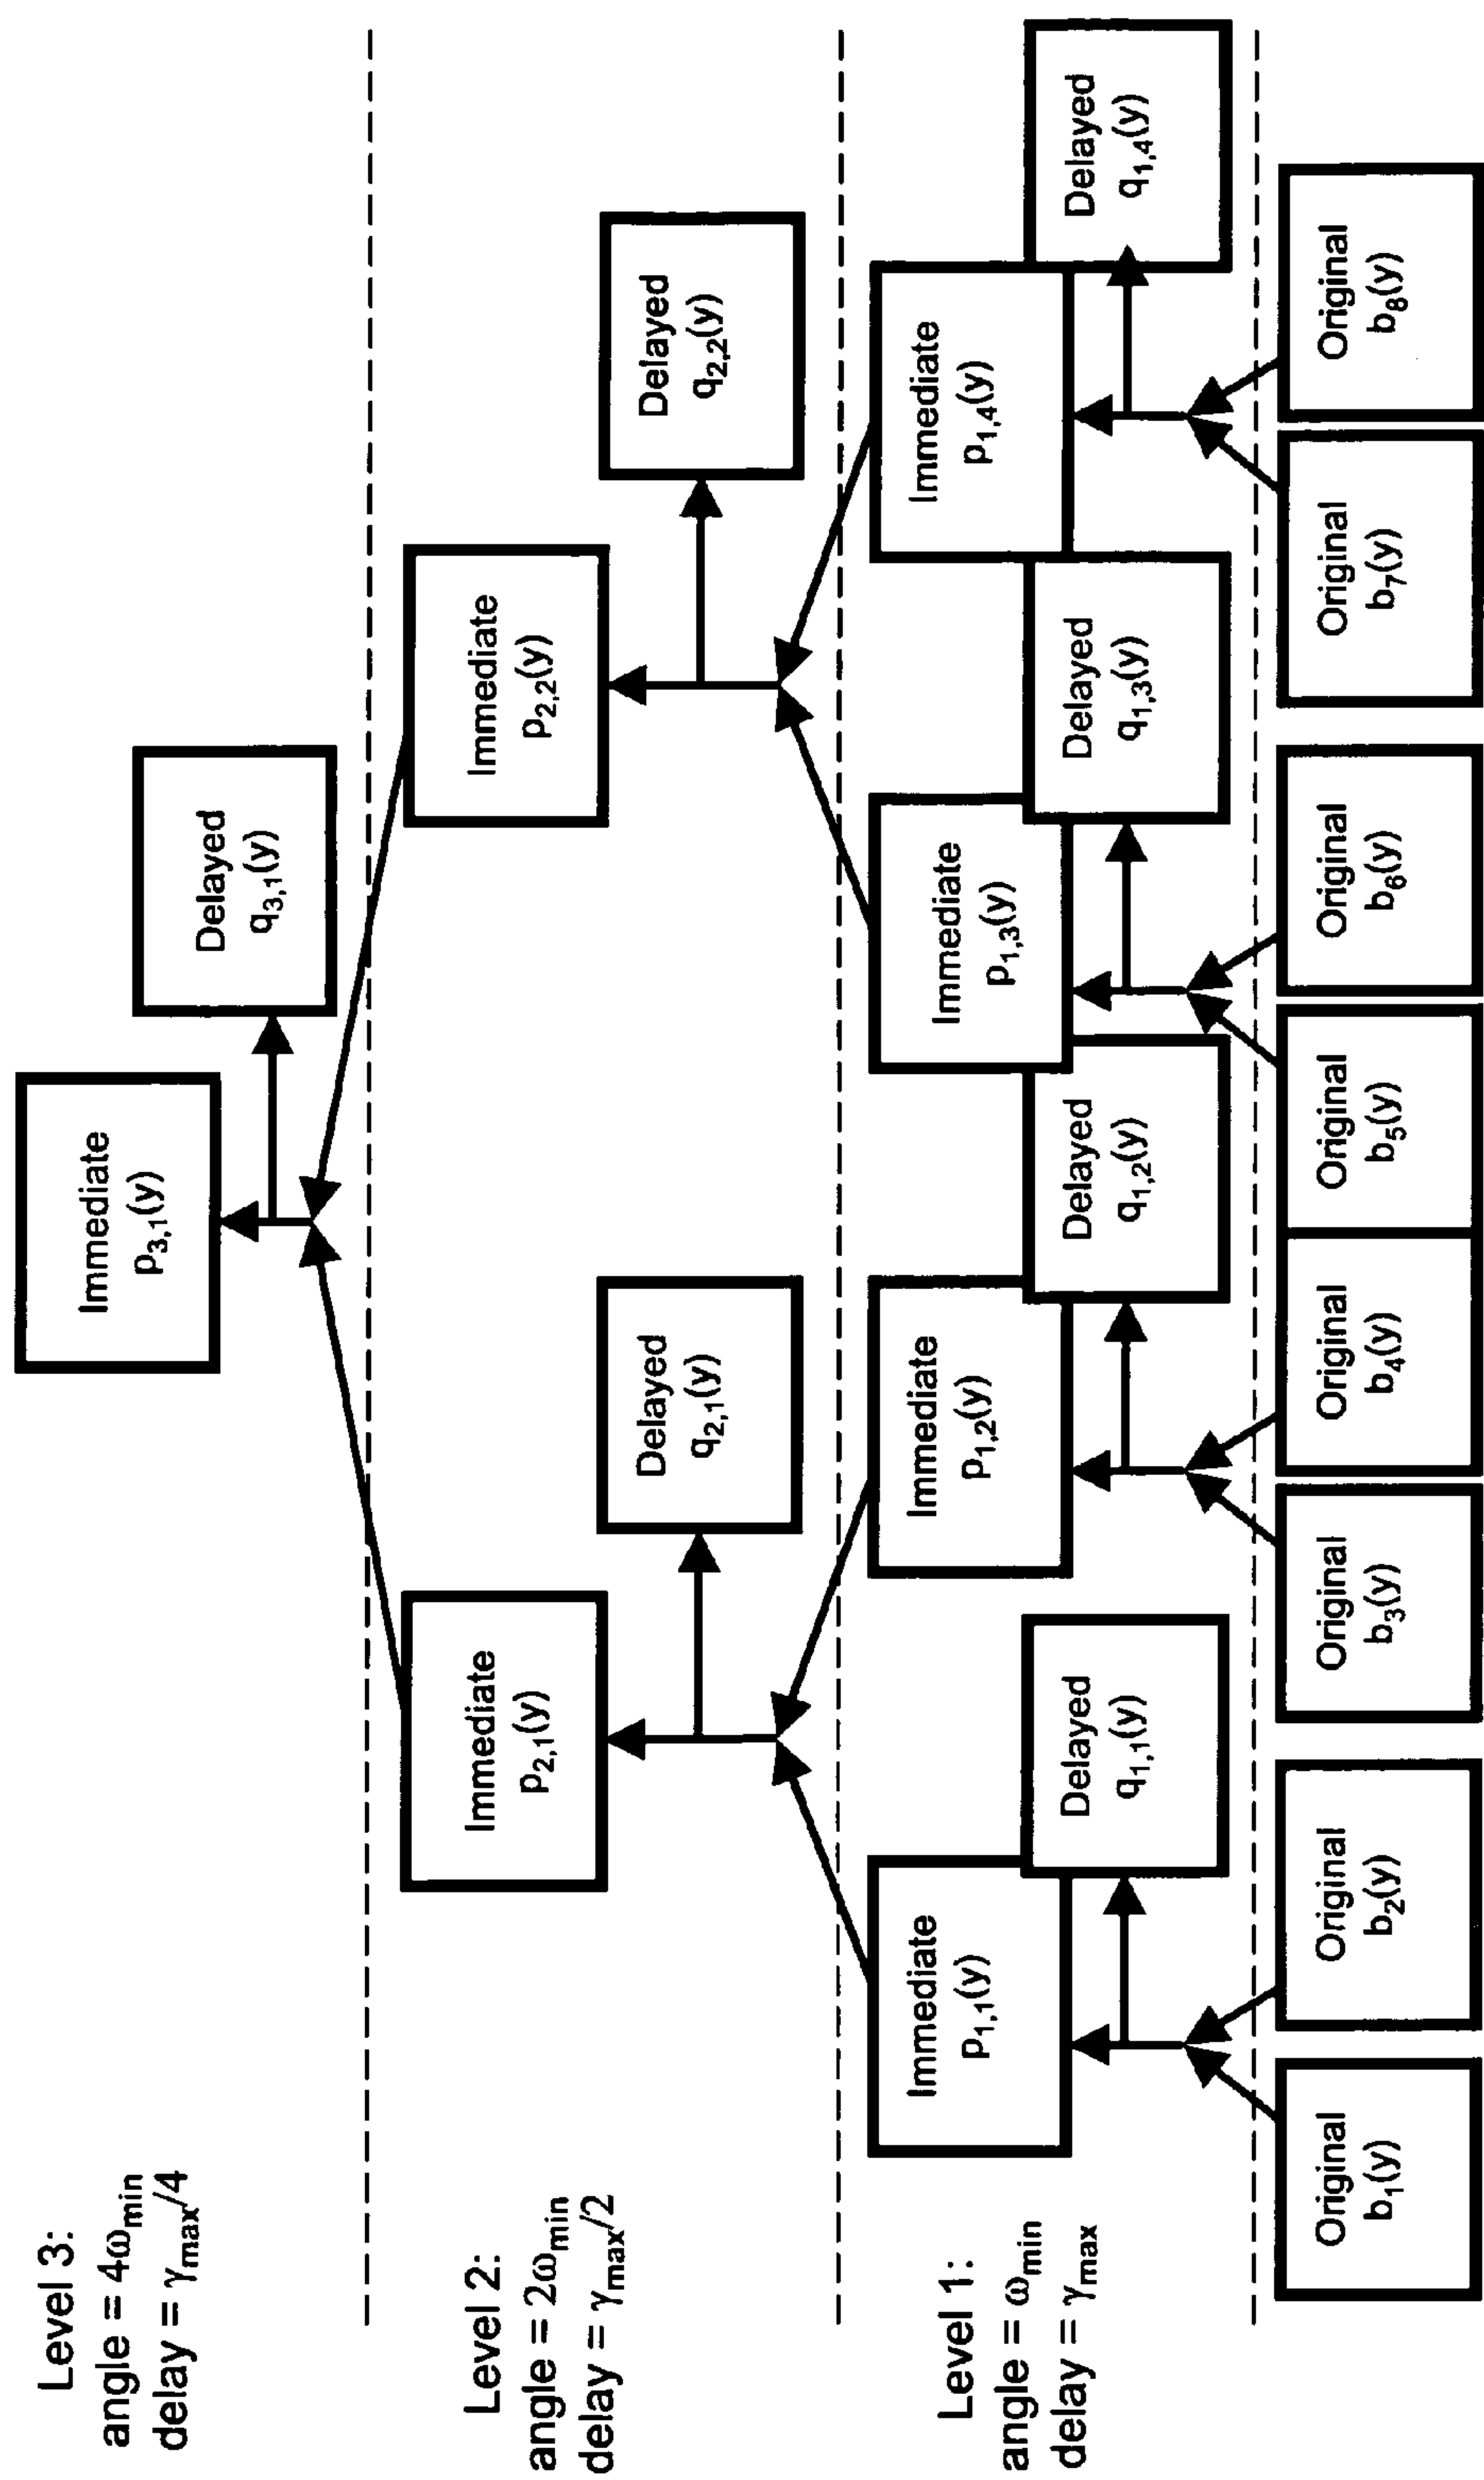 Level 3:
angle = 4ω_min
delay = γ_max/4
Immediate
p_3,1(y)
Delayed
q_3,1(y)
Level 2:
angle = 2ω_min
delay = γ_max/2
Immediate
p_2,1(y)
Delayed
q_2,1(y)
Immediate
p_2,2(y)
Delayed
q_2,2(y)
Level 1:
angle = ω_min
delay = γ_max
Immediate
p_1,1(y)
Delayed
q_1,1(y)
Immediate
p_1,2(y)
Delayed
q_1,2(y)
Immediate
p_1,3(y)
Delayed
q_1,3(y)
Immediate
p_1,4(y)
Delayed
q_1,4(y)
Original
b_1(y)
Original
b_2(y)
Original
b_3(y)
Original
b_4(y)
Original
b_5(y)
Original
b_6(y)
Original
b_7(y)
Original
b_8(y)